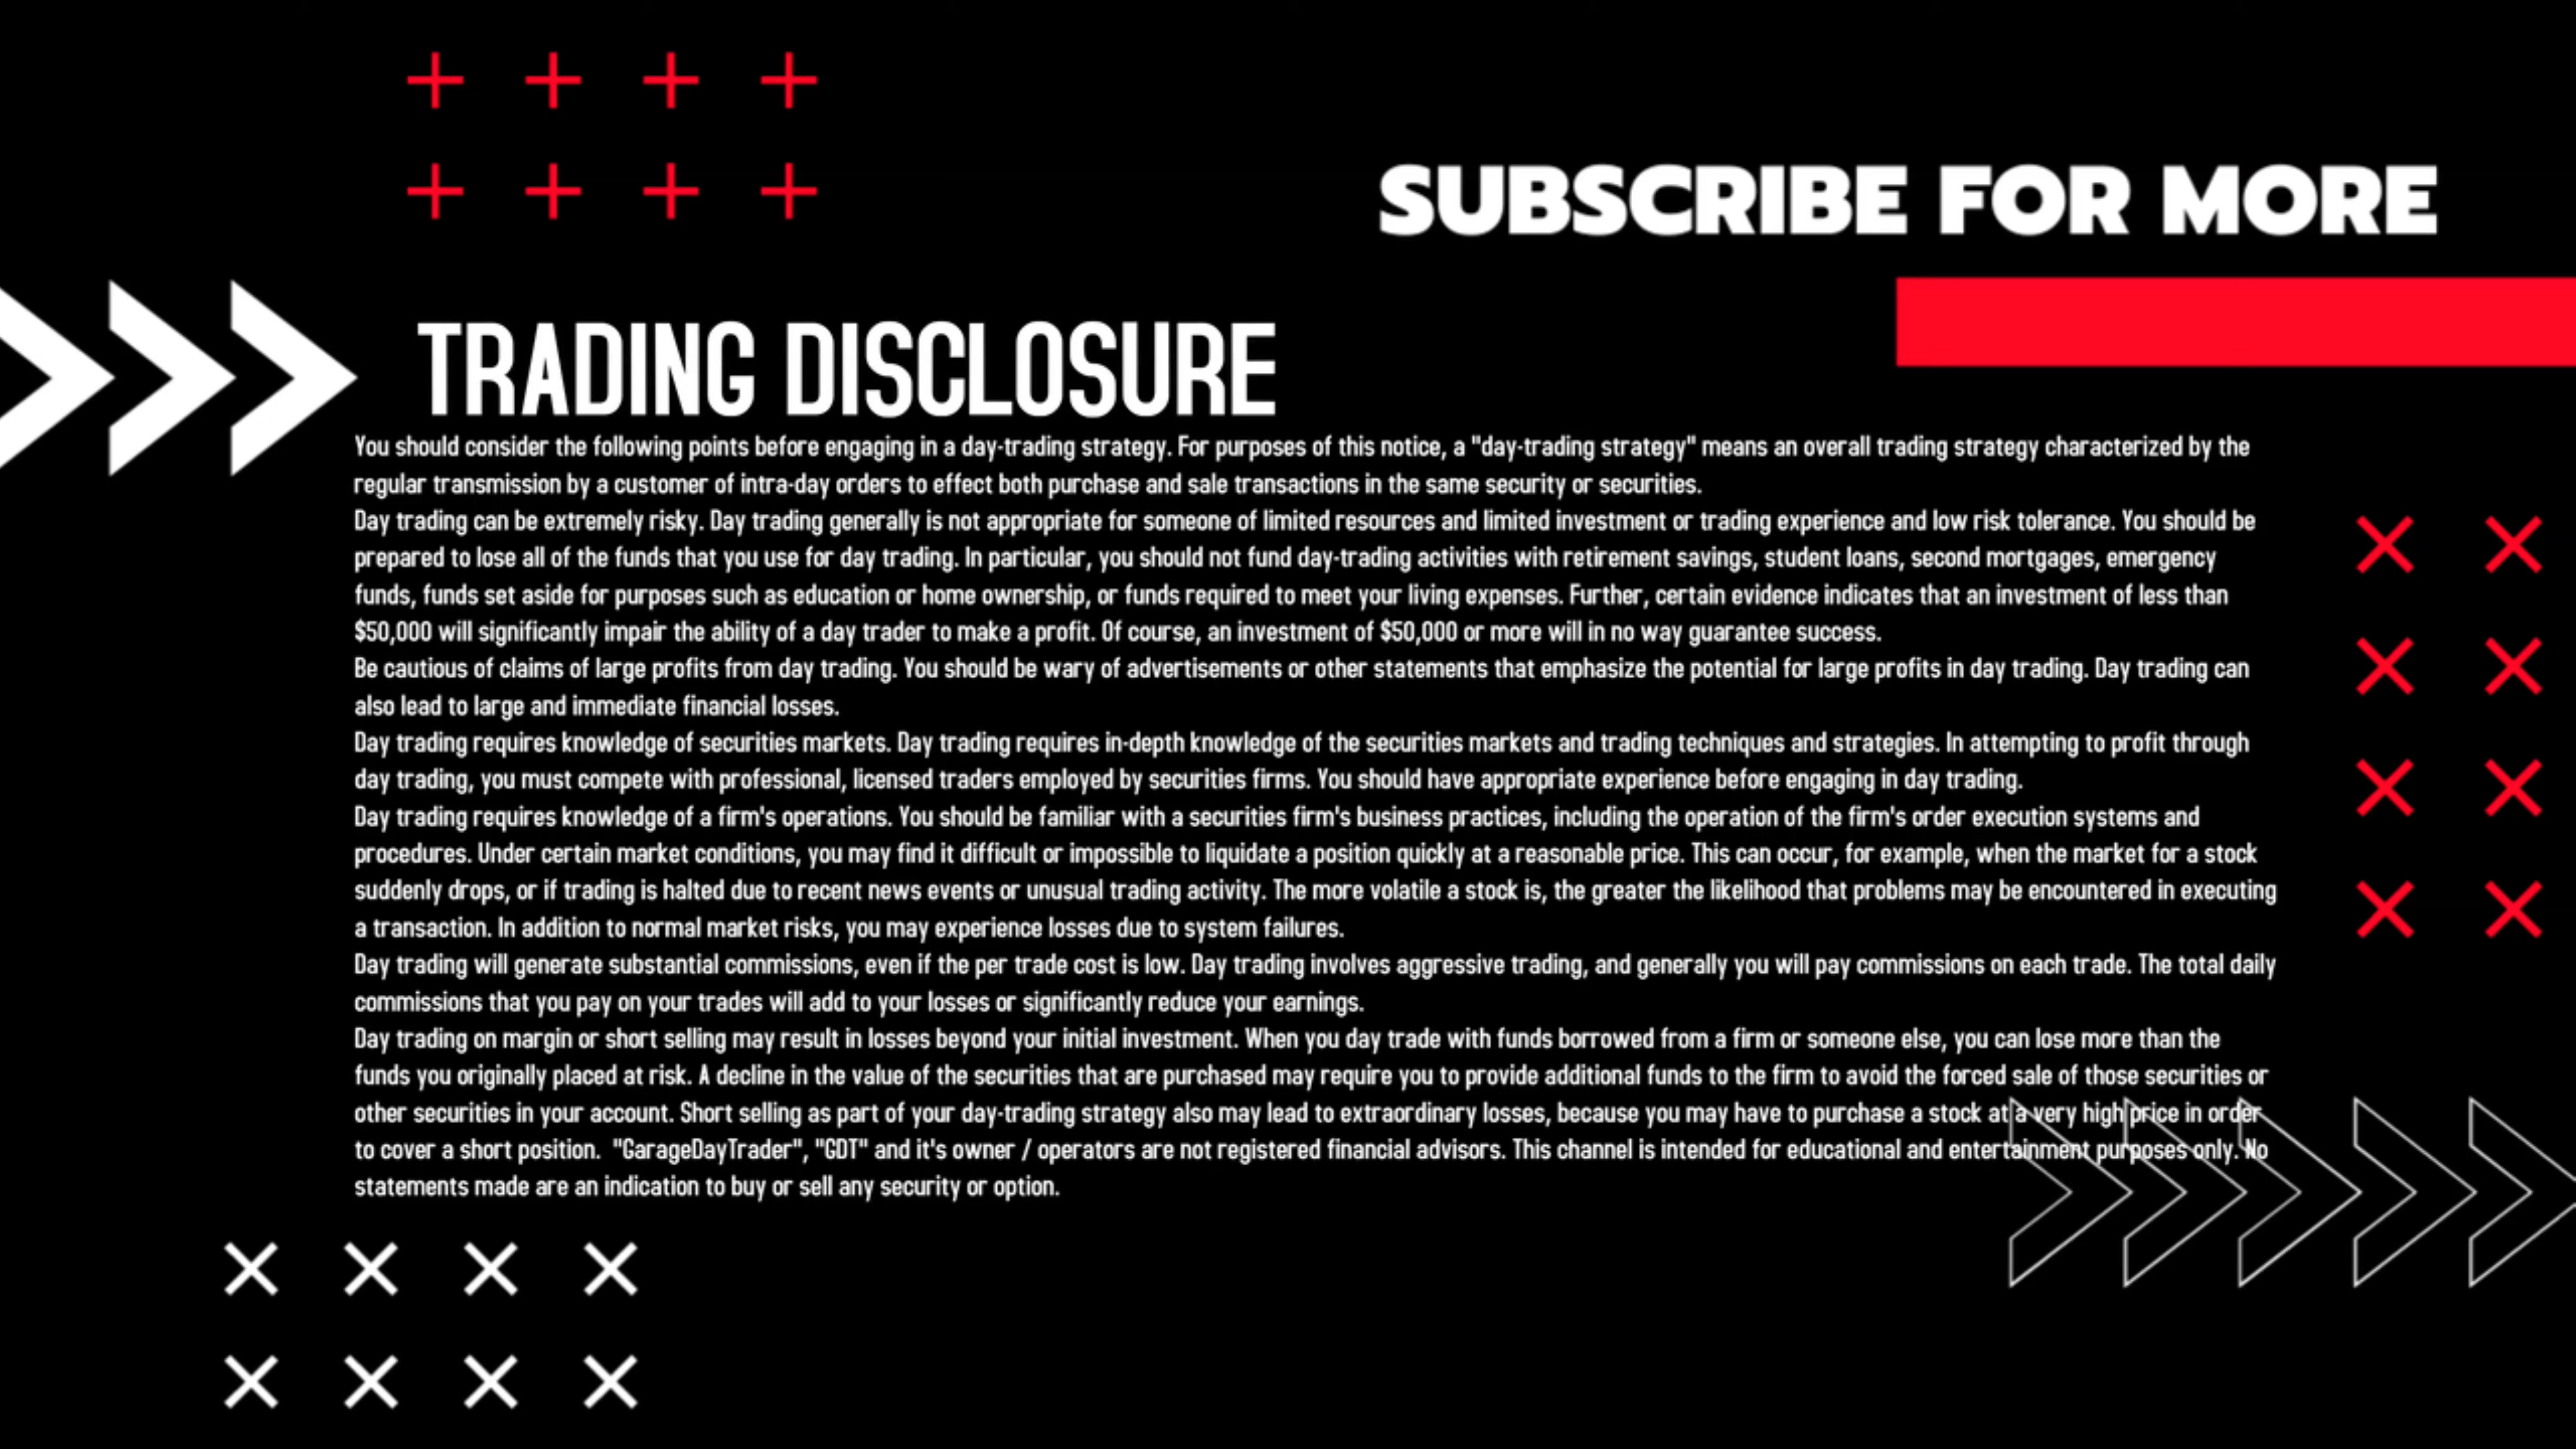 SUBSCRIBE FOR MORE
TRADING DISCLOSURE
You should consider the following points before engaging in a day-trading strategy. For purposes of this notice, a "day-trading strategy" means an overall trading strategy characterized by the
regular transmission by a customer of intra-day orders to effect both purchase and sale transactions in the same security or securities.
Day trading can be extremely risky. Day trading generally is not appropriate for someone of limited resources and limited investment or trading experience and low risk tolerance. You should be
prepared to lose all of the funds that you use for day trading. In particular, you should not fund day-trading activities with retirement savings, student loans, second mortgages, emergency
funds, funds set aside for purposes such as education or home ownership, or funds required to meet your living expenses. Further, certain evidence indicates that an investment of less than
$50,000 will significantly impair the ability of a day trader to make a profit. Of course, an investment of $50,000 or more will in no way guarantee success.
Be cautious of claims of large profits from day trading. You should be wary of advertisements or other statements that emphasize the potential for large profits in day trading. Day trading can
also lead to large and immediate financial losses.
Day trading requires knowledge of securities markets. Day trading requires in-depth knowledge of the securities markets and trading techniques and strategies. In attempting to profit through
day trading, you must compete with professional, licensed traders employed by securities firms. You should have appropriate experience before engaging in day trading.
Day trading requires knowledge of a firm's operations. You should be familiar with a securities firm's business practices, including the operation of the firm's order execution systems and
procedures. Under certain market conditions, you may find it difficult or impossible to liquidate a position quickly at a reasonable price. This can occur, for example, when the market for a stock
suddenly drops, or if trading is halted due to recent news events or unusual trading activity. The more volatile a stock is, the greater the likelihood that problems may be encountered in executing
a transaction. In addition to normal market risks, you may experience losses due to system failures.
Day trading will generate substantial commissions, even if the per trade cost is low. Day trading involves aggressive trading, and generally you will pay commissions on each trade. The total daily
commissions that you pay on your trades will add to your losses or significantly reduce your earnings.
Day trading on margin or short selling may result in losses beyond your initial investment. When you day trade with funds borrowed from a firm or someone else, you can lose more than the
funds you originally placed at risk. A decline in the value of the securities that are purchased may require you to provide additional funds to the firm to avoid the forced sale of those securities or
other securities in your account. Short selling as part of your day-trading strategy also may lead to extraordinary losses, because you may have to purchase a stock at a very high price in order
to cover a short position. "GarageDayTrader", "GDT" and it's owner / operators are not registered financial advisors. This channel is intended for educational and entertainment purposes only. No
statements made are an indication to buy or sell any security or option.